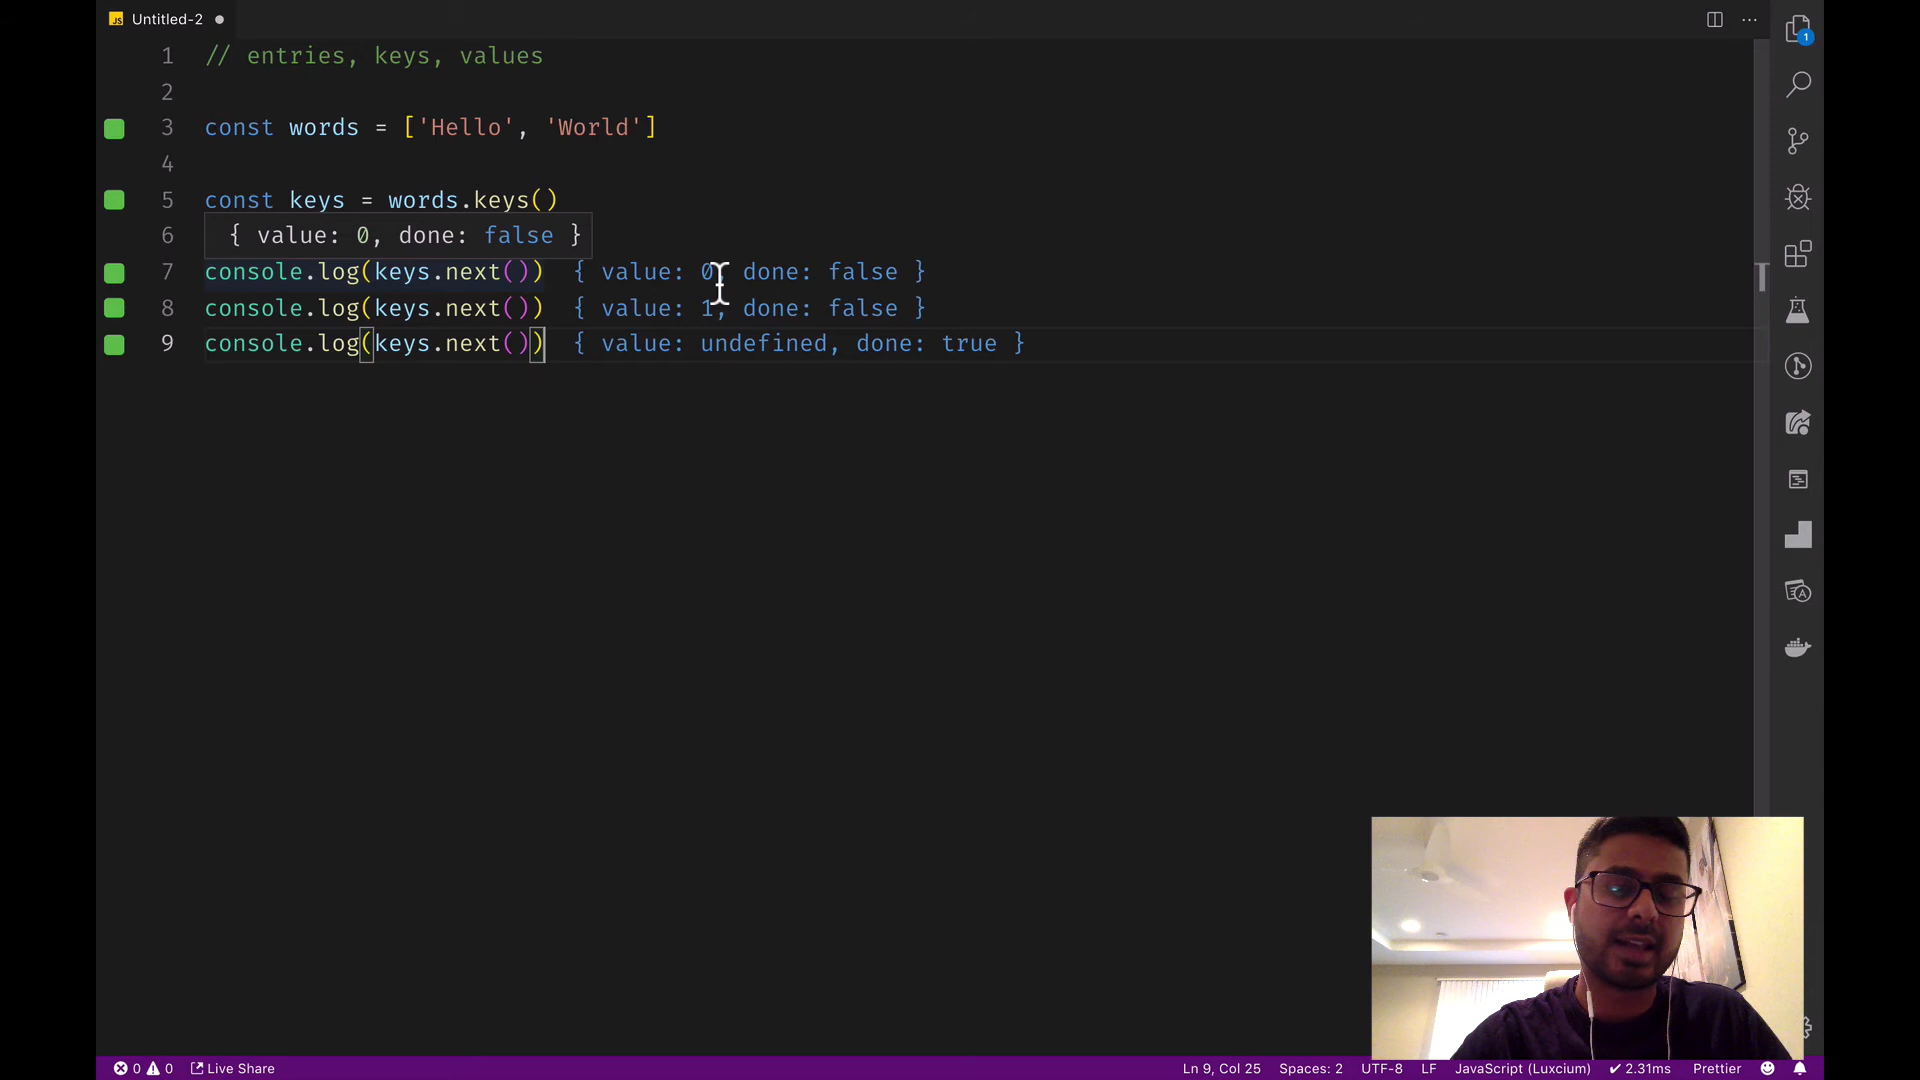 JS Untitled-2
1 // entries, keys, values
2
3 const words = ['Hello', 'World']
4
5 const keys = words.keys()
6 { value: 0, done: false }
7 console.log(keys.next()) { value: 0, done: false }
8 console.log(keys.next()) { value: 1, done: false }
9 console.log(keys.next()) { value: undefined, done: true }
1
0 0 Live Share Ln 9, Col 25 Spaces: 2 UTF-8 LF JavaScript (Luxcium) ✔ 2.31ms Prettier